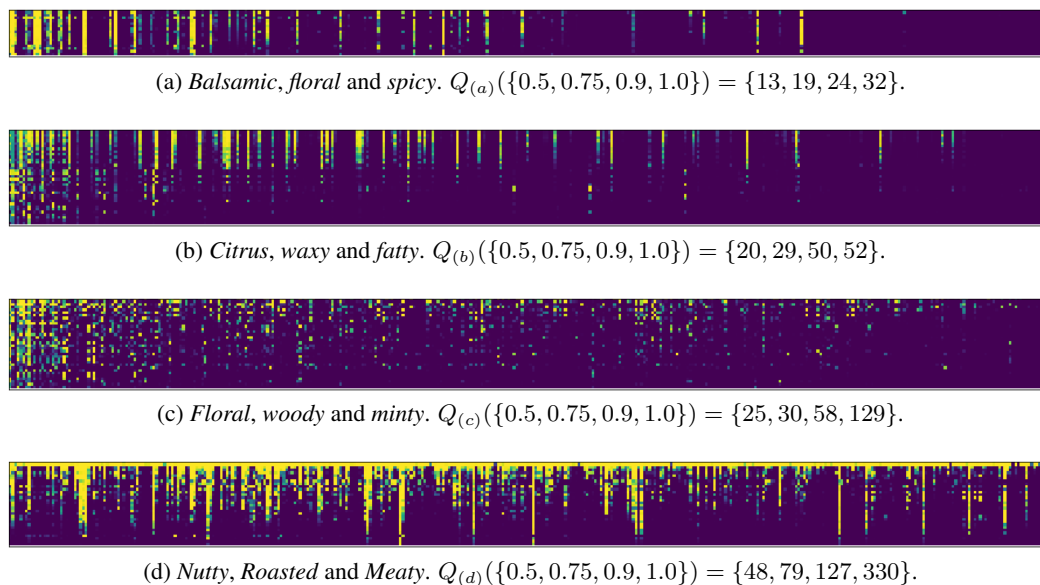 (a) Balsamic, floral and spicy. Q(a)({0.5, 0.75, 0.9, 1.0}) = {13, 19, 24, 32}.
(b) Citrus, waxy and fatty. Q(b)({0.5, 0.75, 0.9, 1.0}) = {20, 29, 50, 52}.
(c) Floral, woody and minty. Q(c)({0.5, 0.75, 0.9, 1.0}) = {25, 30, 58, 129}.
(d) Nutty, Roasted and Meaty. Q(d)({0.5, 0.75, 0.9, 1.0}) = {48, 79, 127, 330}.